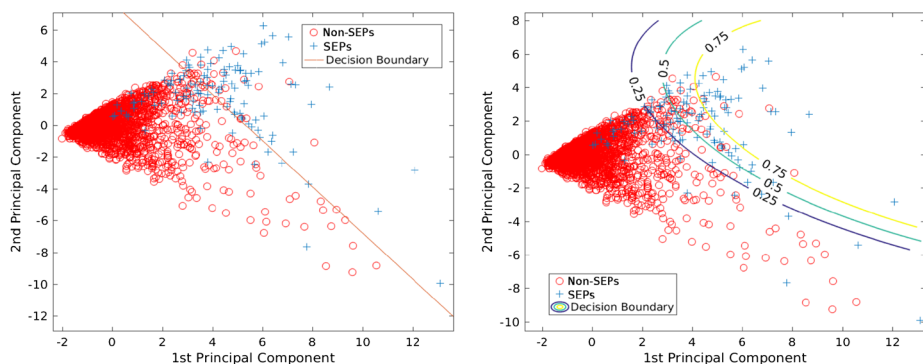 6
4
2
0
-2
-4
-6
-8
-10
-12
2nd Principal Component
-2 0 2 4 6 8 10 12
1st Principal Component
Non-SEPs
SEPs
Decision Boundary
8
6
4
2
0
-2
-4
-6
-8
-10
2nd Principal Component
-2 0 2 4 6 8 10 12
1st Principal Component
0.25
0.5
0.75
0.75
0.5
0.25
Non-SEPs
SEPs
Decision Boundary